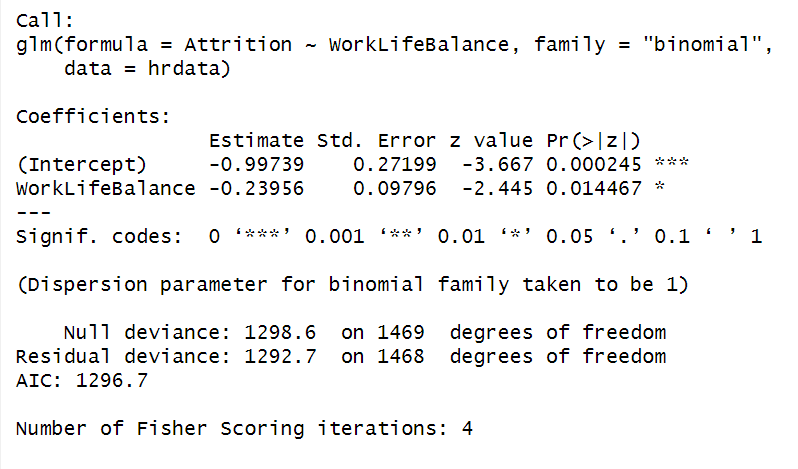 Call:
glm(formula = Attrition ~ WorkLifeBalance, family = "binomial",
    data = hrdata)

Coefficients:
                Estimate Std. Error z value Pr(>|z|)
(Intercept)     -0.99739    0.27199  -3.667 0.000245 ***
WorkLifeBalance -0.23956    0.09796  -2.445 0.014467 *
---
Signif. codes:  0 ‘***’ 0.001 ‘**’ 0.01 ‘*’ 0.05 ‘.’ 0.1 ‘ ’ 1

(Dispersion parameter for binomial family taken to be 1)

    Null deviance: 1298.6  on 1469  degrees of freedom
Residual deviance: 1292.7  on 1468  degrees of freedom
AIC: 1296.7

Number of Fisher Scoring iterations: 4